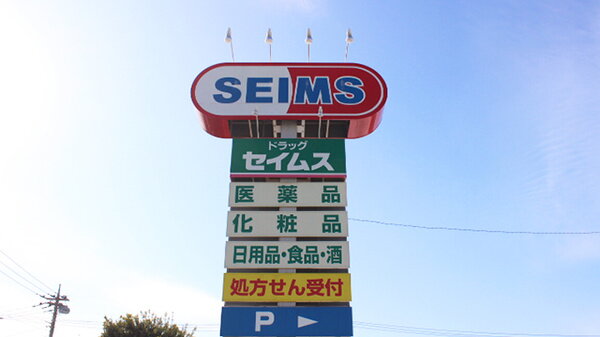 SEIMS
ドラッグ
セイムス
医薬品
化粧品
日用品・食品・酒
処方せん受付
P